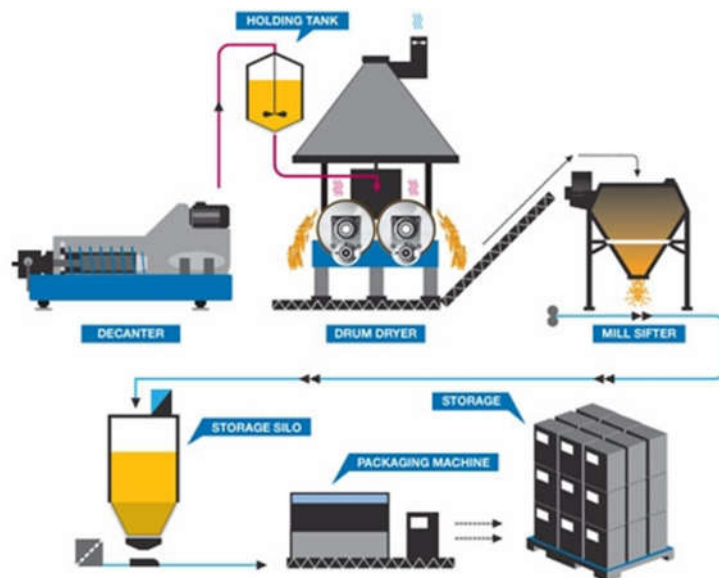 HOLDING TANK
DECANTER
DRUM DRYER
MILL SIFTER
STORAGE SILO
PACKAGING MACHINE
STORAGE